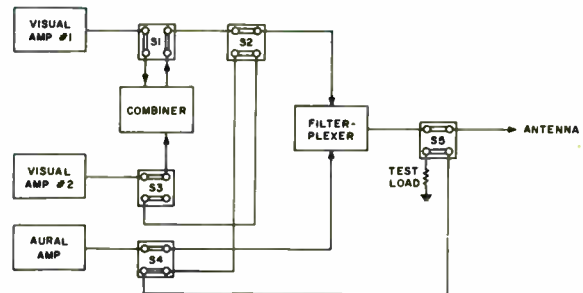 VISUAL
AMP #1
S1
S2
COMBINER
FILTER-
PLEXER
S5
ANTENNA
TEST
LOAD
VISUAL
AMP #2
S3
AURAL
AMP
S4